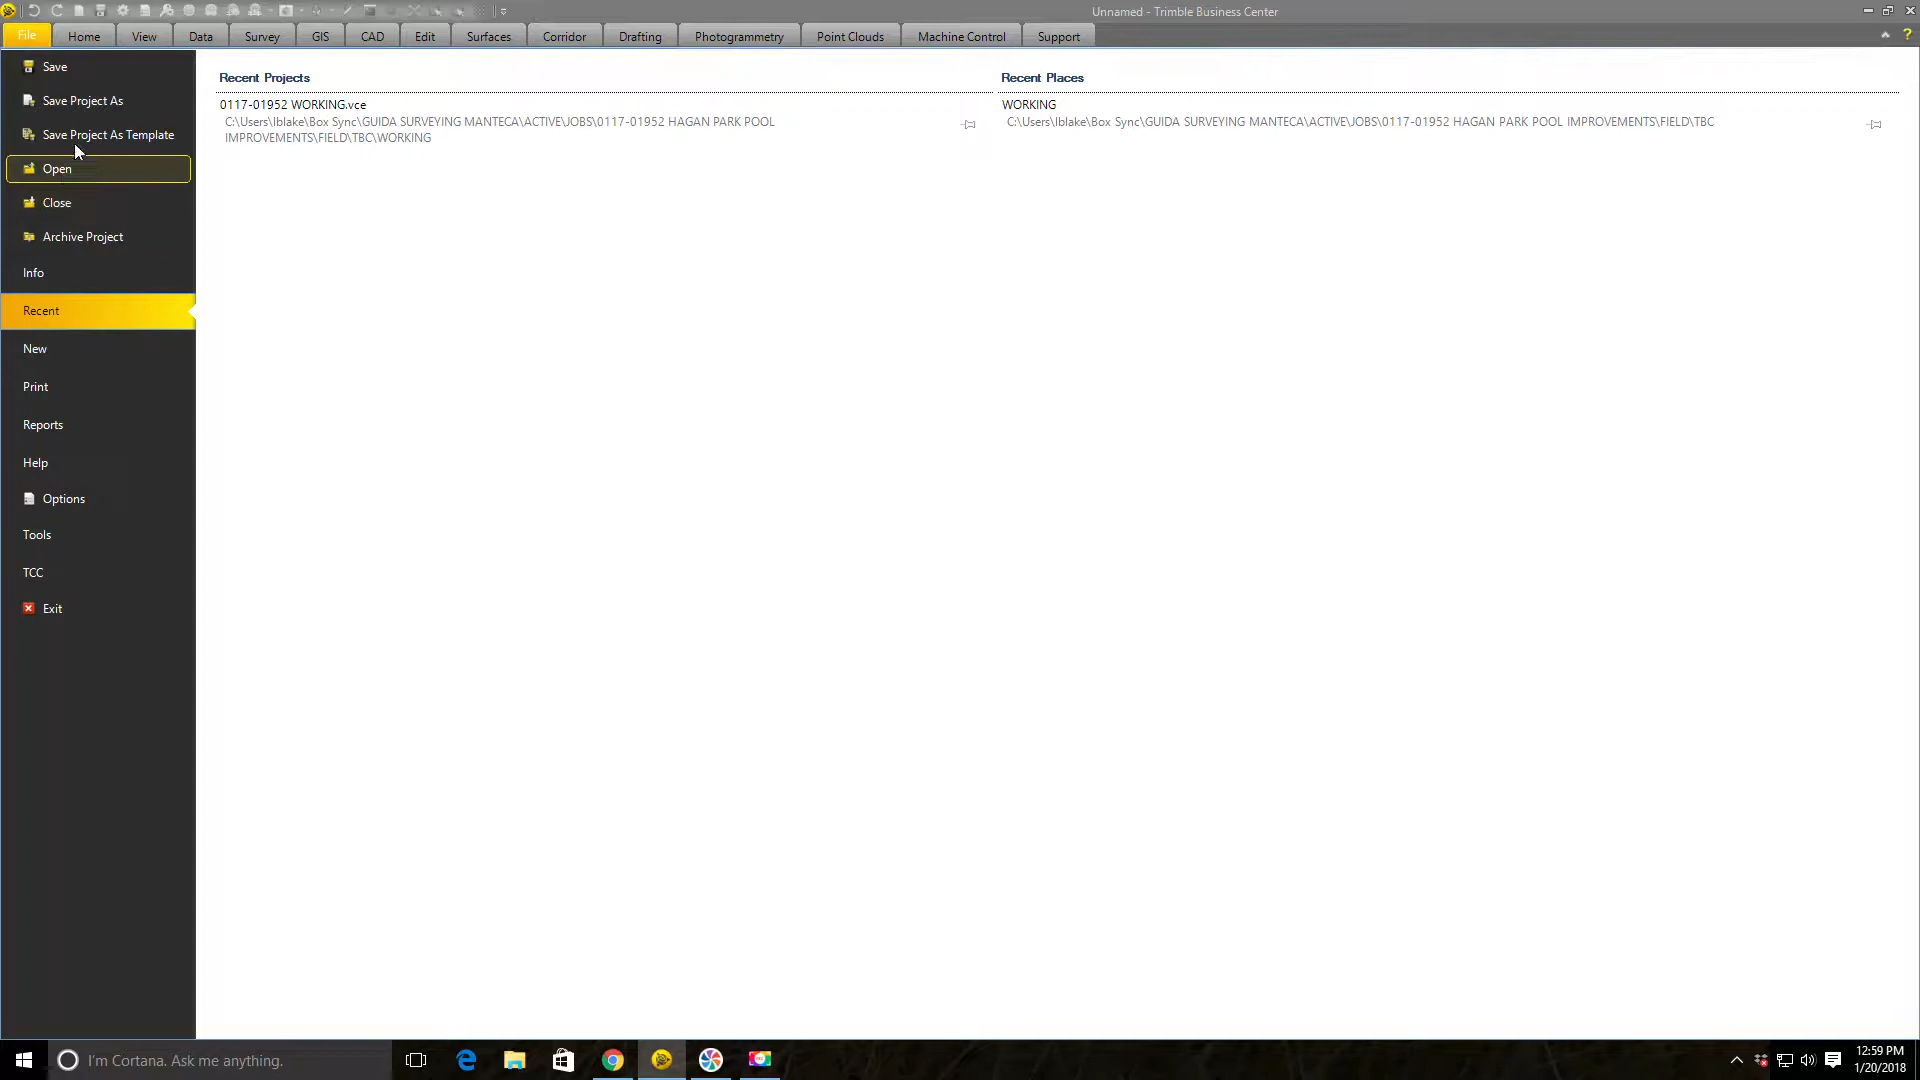 Unnamed - Trimble Business Center
File Home View Data Survey GIS CAD Edit Surfaces Corridor Drafting Photogrammetry Point Clouds Machine Control Support
Save
Save Project As
Save Project As Template
Open
Close
Archive Project
Info
Recent
New
Print
Reports
Help
Options
Tools
TCC
Exit
Recent Projects
0117-01952 WORKING.vce
C:\Users\lblake\Box Sync\GUIDA SURVEYING MANTECA\ACTIVE\JOBS\0117-01952 HAGAN PARK POOL
IMPROVEMENTS\FIELD\TBC\WORKING
Recent Places
WORKING
C:\Users\lblake\Box Sync\GUIDA SURVEYING MANTECA\ACTIVE\JOBS\0117-01952 HAGAN PARK POOL IMPROVEMENTS\FIELD\TBC
I'm Cortana. Ask me anything.
12:59 PM
1/20/2018